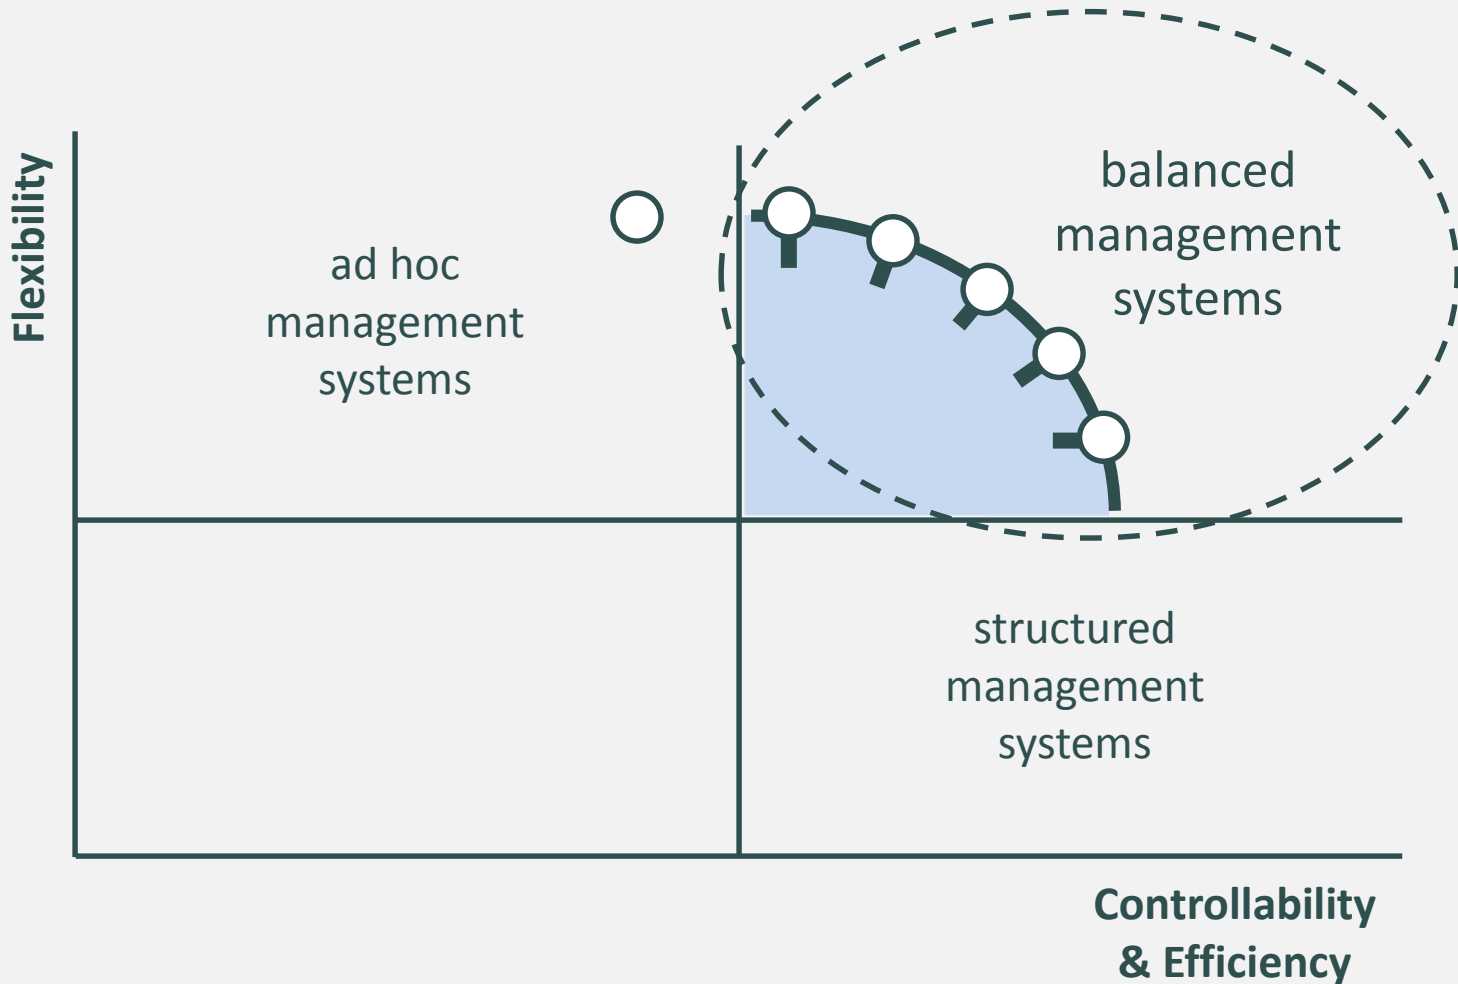 Flexibility
ad hoc
management
systems
balanced
management
systems
structured
management
systems
Controllability
& Efficiency